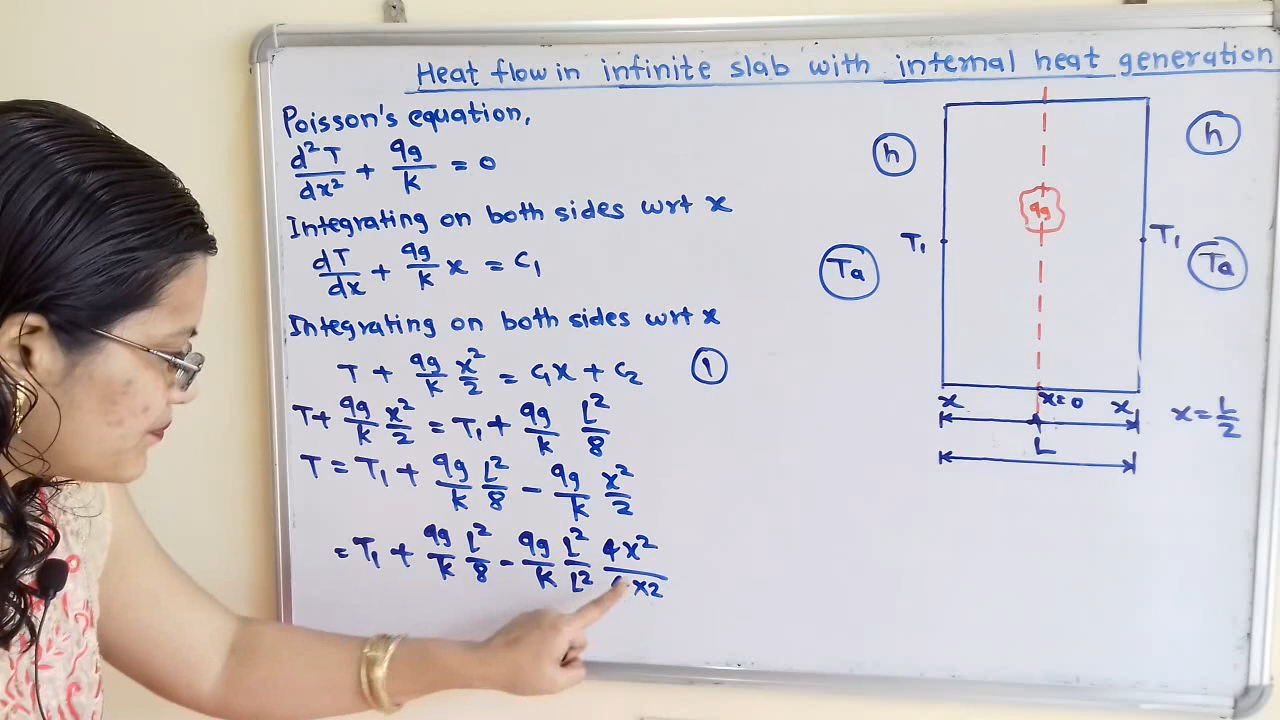 Heat flow in infinite slab with internal heat generation
Poisson's equation,
d²T/dx² + qg/k = 0
Integrating on both sides wrt x
dT/dx + qg/k x = C₁
Integrating on both sides wrt x
T + qg/k x²/2 = C₁x + C₂ ①
T + qg/k x²/2 = T₁ + qg/k L²/8
T = T₁ + qg/k L²/8 - qg/k x²/2
= T₁ + qg/k L²/8 - qg/k L²/L² 4x²/ x2
h
h
qg
T₁
T₁
Ta
Ta
x
x=0
x
x = L/2
L